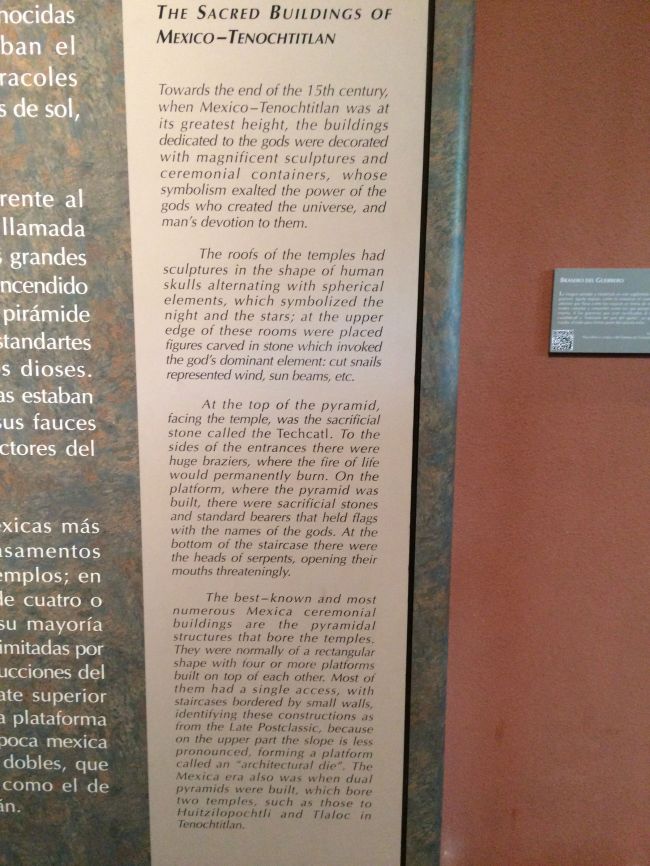 nocidas
ban el
racoles
s de sol,
rente al
llamada
s grandes
ncendido
pirámide
standartes
s dioses.
as estaban
sus fauces
ctores del
exicas más
asamentos
emplos; en
de cuatro o
su mayoría
imitadas por
ucciones del
ate superior
a plataforma
poca mexica
dobles, que
como el de
án.
THE SACRED BUILDINGS OF
MEXICO–TENOCHTITLAN
Towards the end of the 15th century,
when Mexico–Tenochtitlan was at
its greatest height, the buildings
dedicated to the gods were decorated
with magnificent sculptures and
ceremonial containers, whose
symbolism exalted the power of the
gods who created the universe, and
man's devotion to them.
The roofs of the temples had
sculptures in the shape of human
skulls alternating with spherical
elements, which symbolized the
night and the stars; at the upper
edge of these rooms were placed
figures carved in stone which invoked
the god's dominant element: cut snails
represented wind, sun beams, etc.
At the top of the pyramid,
facing the temple, was the sacrificial
stone called the Techcatl. To the
sides of the entrances there were
huge braziers, where the fire of life
would permanently burn. On the
platform, where the pyramid was
built, there were sacrificial stones
and standard bearers that held flags
with the names of the gods. At the
bottom of the staircase there were
the heads of serpents, opening their
mouths threateningly.
The best–known and most
numerous Mexica ceremonial
buildings are the pyramidal
structures that bore the temples.
They were normally of a rectangular
shape with four or more platforms
built on top of each other. Most of
them had a single access, with
staircases bordered by small walls,
identifying these constructions as
from the Late Postclassic, because
on the upper part the slope is less
pronounced, forming a platform
called an "architectural die". The
Mexica era also was when dual
pyramids were built, which bore
two temples, such as those to
Huitzilopochtli and Tlaloc in
Tenochtitlan.
BRASERO DEL GUERRERO